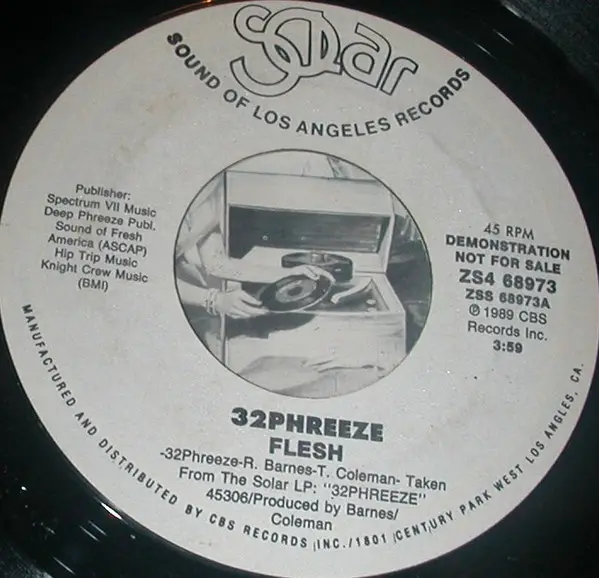 Solar
SOUND OF LOS ANGELES RECORDS
Publisher:
Spectrum VII Music
Deep Phreeze Publ.
Sound of Fresh
America (ASCAP)
Hip Trip Music
Knight Crew Music
(BMI)
45 RPM
DEMONSTRATION
NOT FOR SALE
ZS4 68973
ZSS 68973A
℗ 1989 CBS
Records Inc.
3:59
32PHREEZE
FLESH
-32Phreeze-R. Barnes-T. Coleman- Taken
From The Solar LP: "32PHREEZE"
45306/Produced by Barnes/
Coleman
MANUFACTURED AND DISTRIBUTED BY CBS RECORDS INC./1801 CENTURY PARK WEST LOS ANGELES, CA.